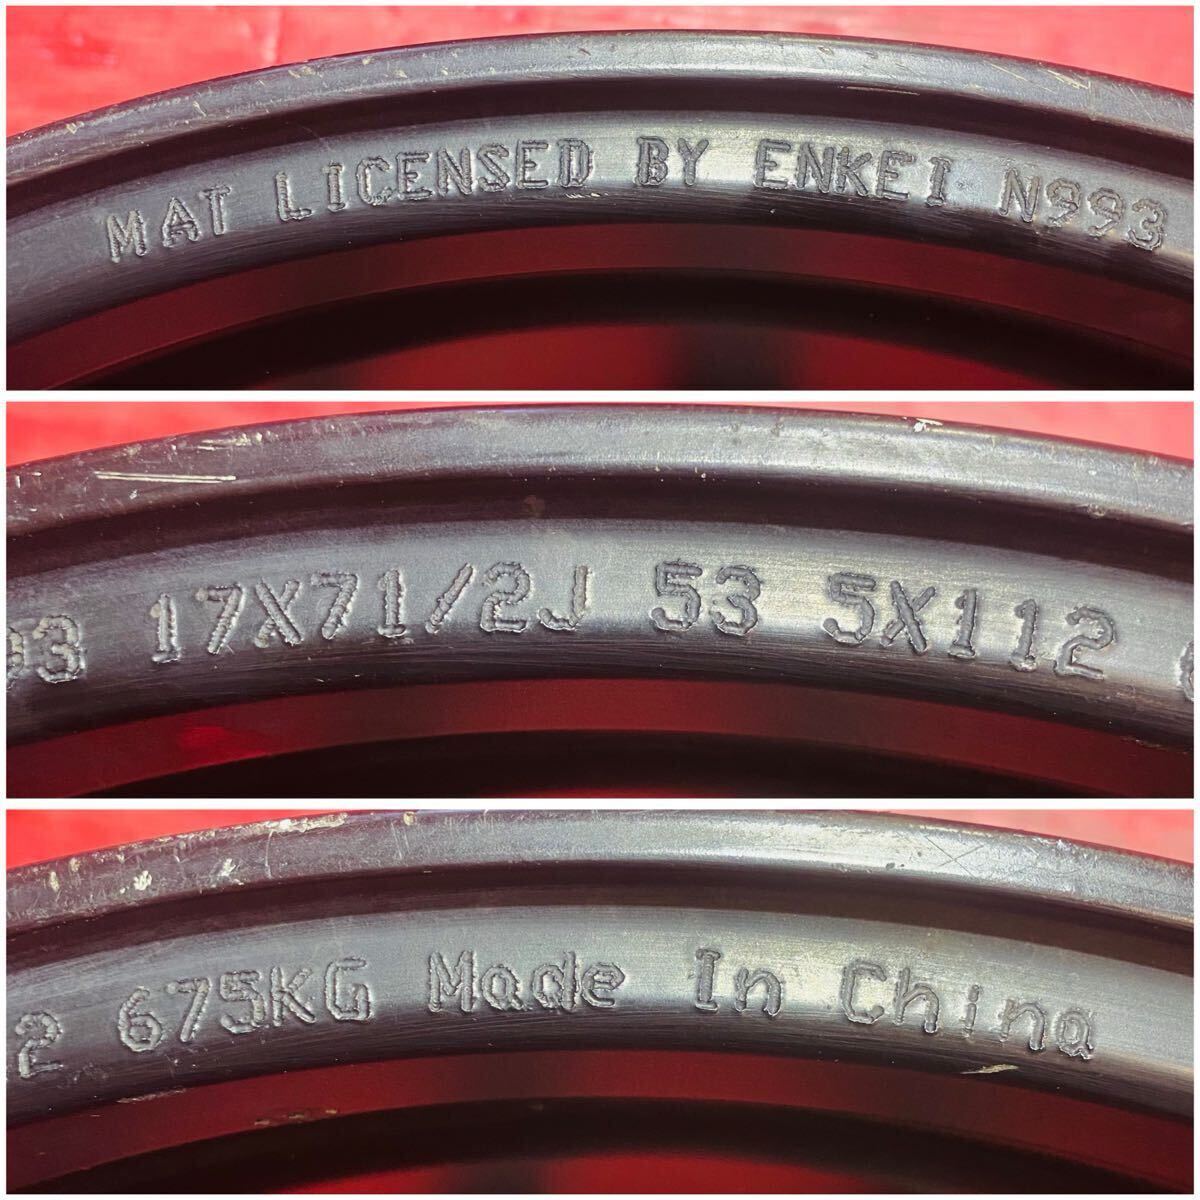 MAT LICENSED BY ENKEI N993
93 17X71/2J 53 5X112
2 675KG Made In China